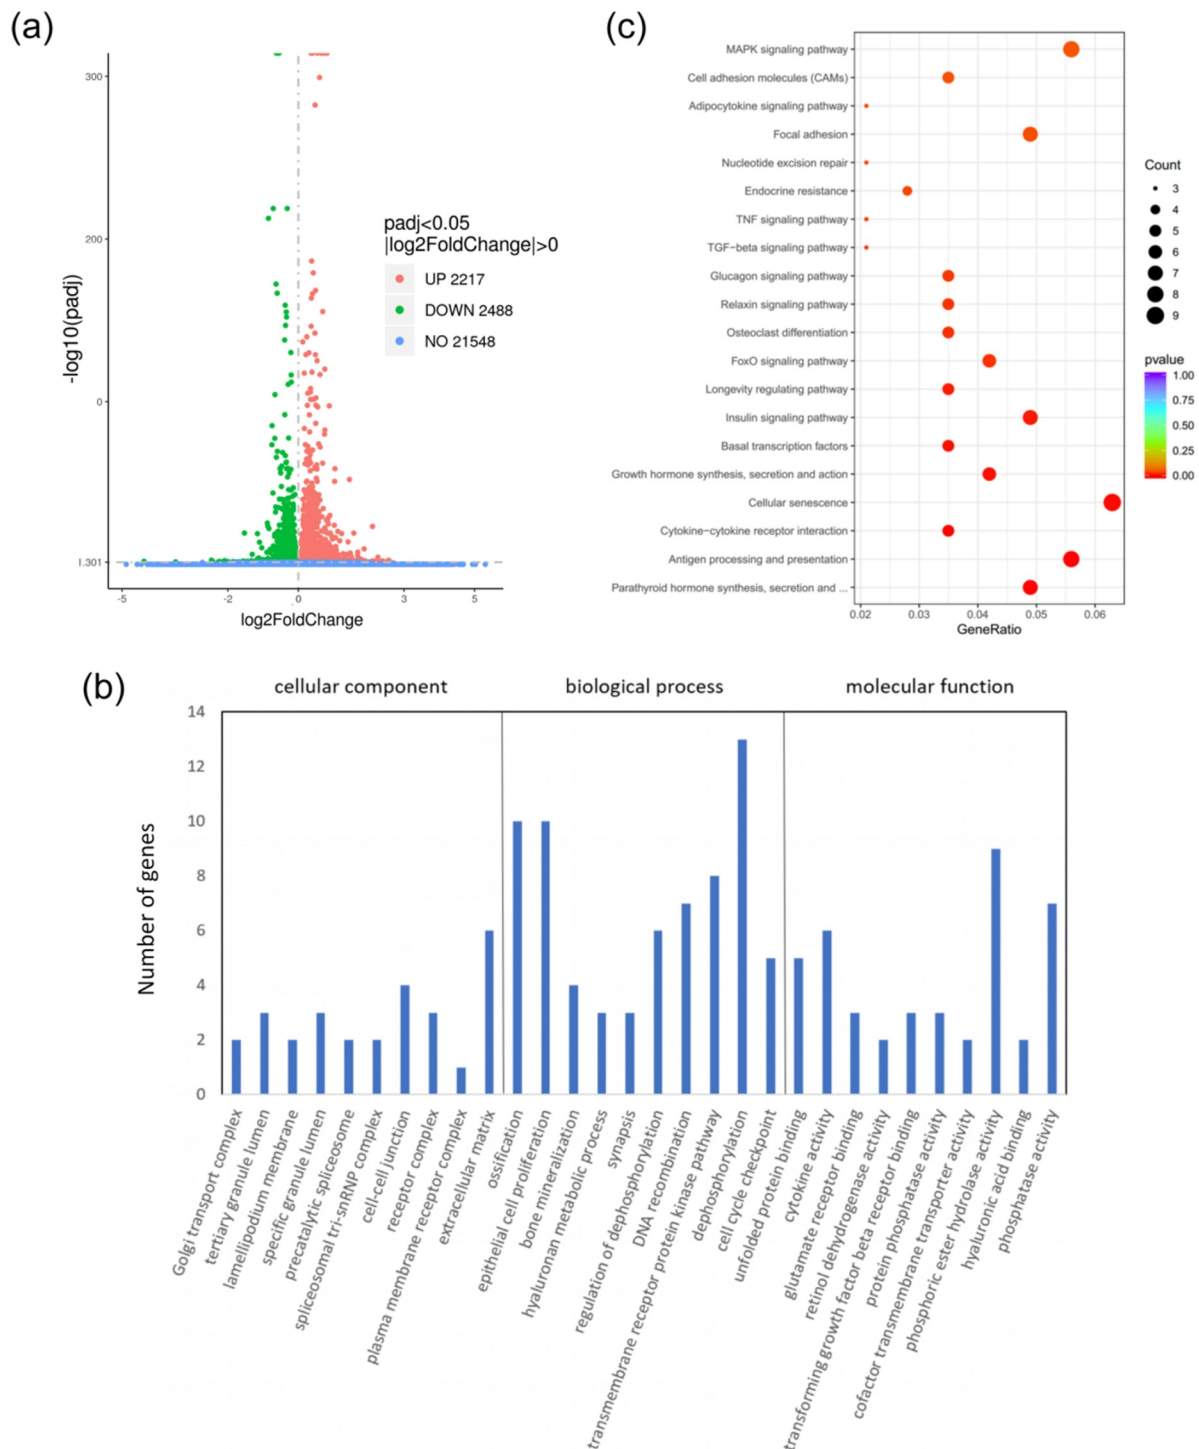 (a)
300
200
0
1.301
-log10(padj)
-5
-2
0
3
5
log2FoldChange
padj<0.05
|log2FoldChange|>0
UP 2217
DOWN 2488
NO 21548
(c)
MAPK signaling pathway
Cell adhesion molecules (CAMs)
Adipocytokine signaling pathway
Focal adhesion
Nucleotide excision repair
Endocrine resistance
TNF signaling pathway
TGF−beta signaling pathway
Glucagon signaling pathway
Relaxin signaling pathway
Osteoclast differentiation
FoxO signaling pathway
Longevity regulating pathway
Insulin signaling pathway
Basal transcription factors
Growth hormone synthesis, secretion and action
Cellular senescence
Cytokine−cytokine receptor interaction
Antigen processing and presentation
Parathyroid hormone synthesis, secretion and ...
0.02
0.03
0.04
0.05
0.06
GeneRatio
Count
3
4
5
6
7
8
9
pvalue
1.00
0.75
0.50
0.25
0.00
(b)
cellular component
biological process
molecular function
14
12
10
8
6
4
2
0
Number of genes
Golgi transport complex
tertiary granule lumen
lamellipodium membrane
specific granule lumen
precatalytic spliceosome
spliceosomal tri-snRNP complex
cell-cell junction
receptor complex
plasma membrane receptor complex
extracellular matrix
ossification
epithelial cell proliferation
bone mineralization
hyaluronan metabolic process
synapsis
regulation of dephosphorylation
DNA recombination
transmembrane receptor protein kinase pathway
dephosphorylation
cell cycle checkpoint
unfolded protein binding
cytokine activity
glutamate receptor binding
retinol dehydrogenase activity
transforming growth factor beta receptor binding
protein phosphatase activity
cofactor transmembrane transporter activity
phosphoric ester hydrolase activity
hyaluronic acid binding
phosphatase activity